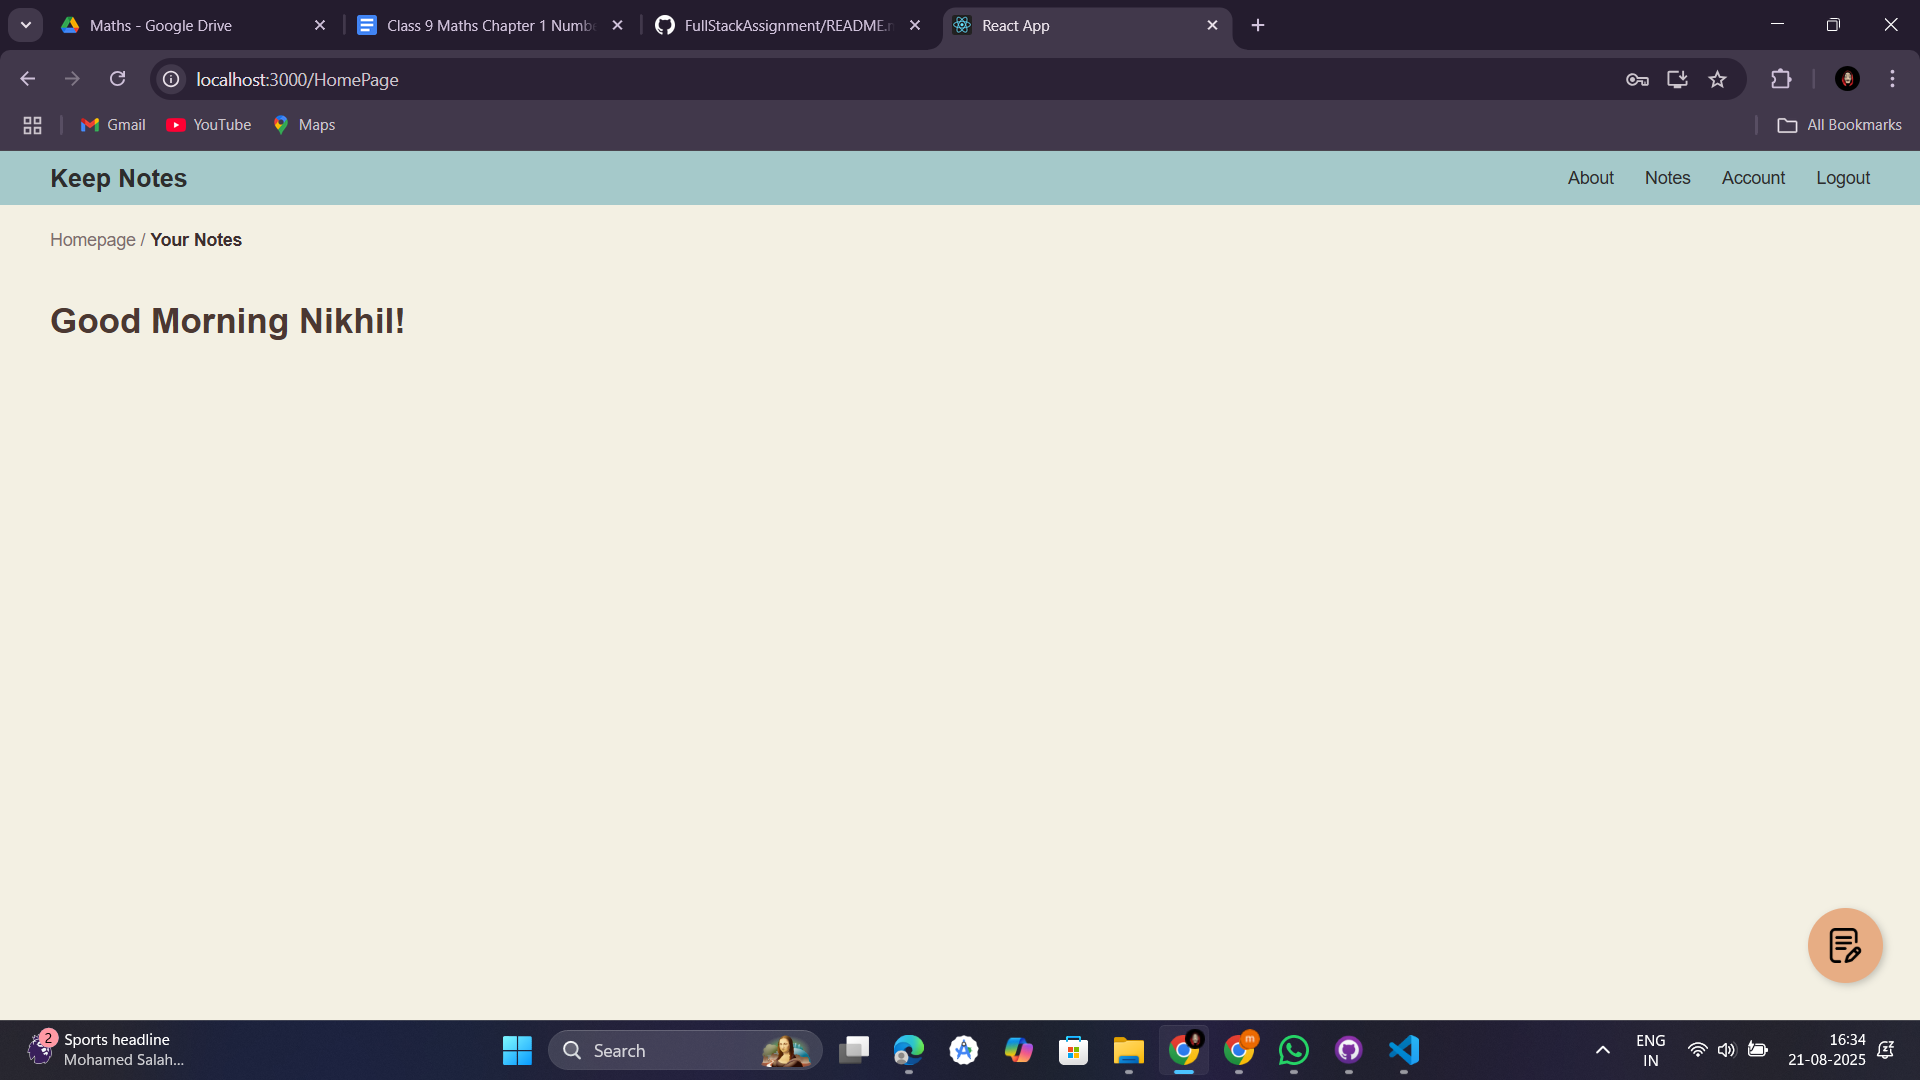 Maths - Google Drive
Class 9 Maths Chapter 1 Numbe
FullStackAssignment/README.
React App
localhost:3000/HomePage
Gmail
YouTube
Maps
All Bookmarks
Keep Notes
About
Notes
Account
Logout
Homepage / Your Notes
Good Morning Nikhil!
2
Sports headline
Mohamed Salah...
Search
m
ENG
IN
16:34
21-08-2025